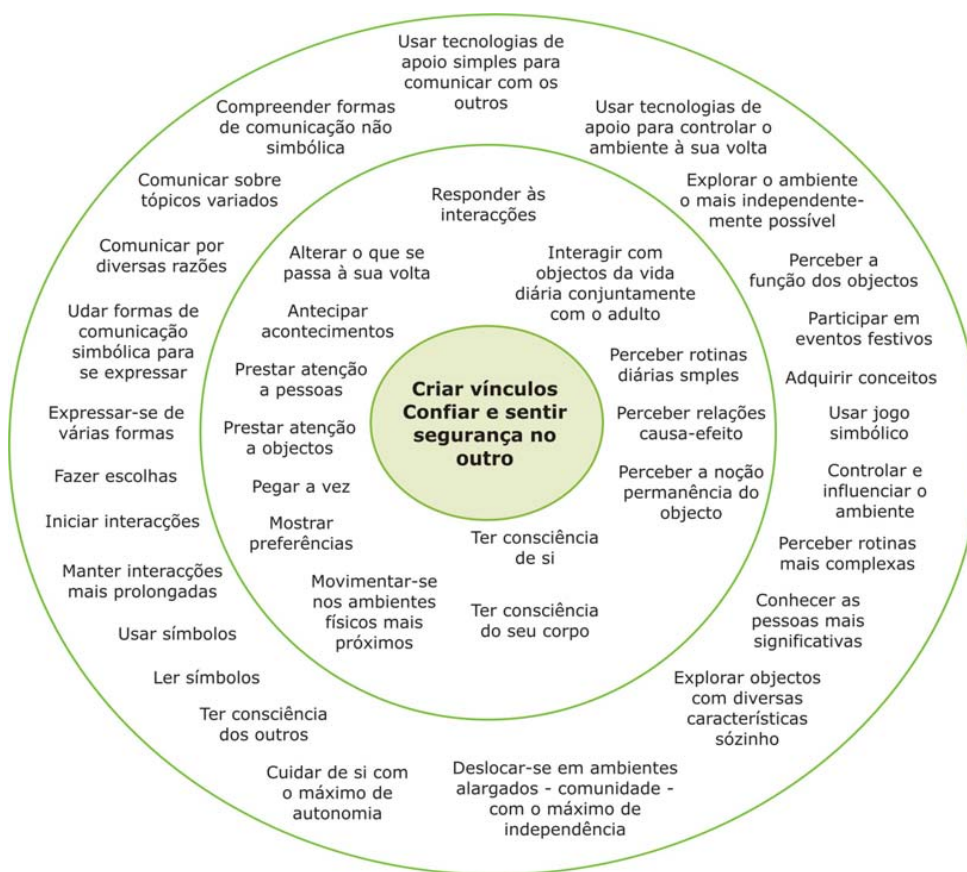 Usar tecnologias de
apoio simples para
comunicar com os
outros
Usar tecnologias de
apoio para controlar o
ambiente à sua volta
Explorar o ambiente
o mais independente-
mente possível
Perceber a
função dos objectos
Participar em
eventos festivos
Adquirir conceitos
Usar jogo
simbólico
Controlar e
influenciar o
ambiente
Perceber rotinas
mais complexas
Conhecer as
pessoas mais
significativas
Explorar objectos
com diversas
características
sózinho
Deslocar-se em ambientes
alargados - comunidade -
com o máximo de
independência
Cuidar de si com
o máximo de
autonomia
Ter consciência
dos outros
Ler símbolos
Usar símbolos
Manter interacções
mais prolongadas
Iniciar interacções
Fazer escolhas
Expressar-se de
várias formas
Udar formas de
comunicação
simbólica para
se expressar
Comunicar por
diversas razões
Comunicar sobre
tópicos variados
Compreender formas
de comunicação não
simbólica
Responder às
interacções
Interagir com
objectos da vida
diária conjuntamente
com o adulto
Perceber rotinas
diárias smples
Perceber relações
causa-efeito
Perceber a noção
permanência do
objecto
Ter consciência
de si
Ter consciência
do seu corpo
Movimentar-se
nos ambientes
físicos mais
próximos
Mostrar
preferências
Pegar a vez
Prestar atenção
a objectos
Prestar atenção
a pessoas
Antecipar
acontecimentos
Alterar o que se
passa à sua volta
Criar vínculos
Confiar e sentir
segurança no
outro